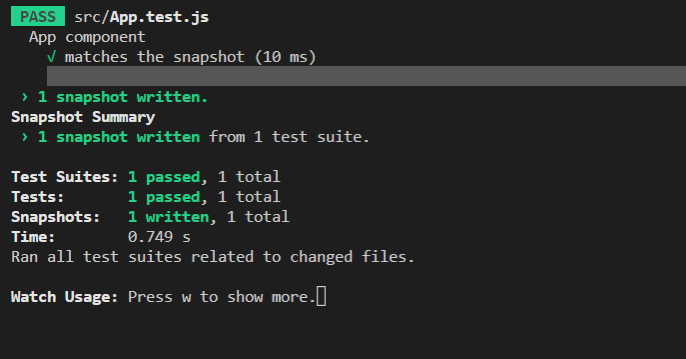 PASS src/App.test.js
App component
√ matches the snapshot (10 ms)
› 1 snapshot written.
Snapshot Summary
› 1 snapshot written from 1 test suite.
Test Suites: 1 passed, 1 total
Tests: 1 passed, 1 total
Snapshots: 1 written, 1 total
Time: 0.749 s
Ran all test suites related to changed files.
Watch Usage: Press w to show more.